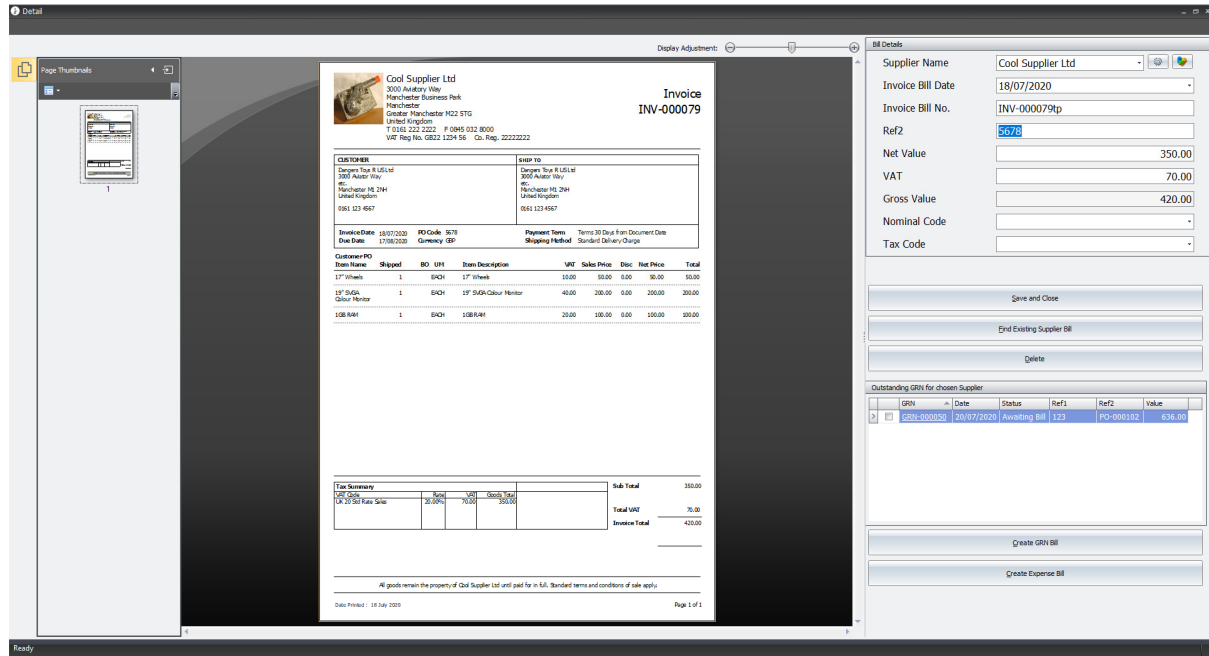 Detail
Display Adjustment:
Page Thumbnails
1
Cool Supplier Ltd
3000 Aviatory Way
Manchester Business Park
Manchester
Greater Manchester M22 5TG
United Kingdom
T 0161 222 2222 F 0845 032 8000
VAT Reg No. GB22 1234 56 Co. Reg. 22222222
Invoice
INV-000079
CUSTOMER
Dangers Toys R US Ltd
3000 Aviator Way
etc.
Manchester M1 2NH
United Kingdom
0161 123 4567
SHIP TO
Dangers Toys R US Ltd
3000 Aviator Way
etc.
Manchester M1 2NH
United Kingdom
0161 123 4567
Invoice Date 18/07/2020 PO Code 5678 Payment Term Terms 30 Days from Document Date
Due Date 17/08/2020 Currency GBP Shipping Method Standard Delivery Charge
Customer PO
Item Name Shipped BO UM Item Description VAT Sales Price Disc Net Price Total
17" Wheels 1 EACH 17" Wheels 10.00 50.00 0.00 50.00 50.00
19" SVGA 1 EACH 19" SVGA Colour Monitor 40.00 200.00 0.00 200.00 200.00
Colour Monitor
1GB RAM 1 EACH 1GB RAM 20.00 100.00 0.00 100.00 100.00
Tax Summary
VAT Code Rate VAT Goods Total
UK 20 Std Rate Sales 20.00% 70.00 350.00
Sub Total 350.00
Total VAT 70.00
Invoice Total 420.00
All goods remain the property of Cool Supplier Ltd until paid for in full. Standard terms and conditions of sale apply.
Date Printed : 18 July 2020 Page 1 of 1
Bill Details
Supplier Name Cool Supplier Ltd
Invoice Bill Date 18/07/2020
Invoice Bill No. INV-000079tp
Ref2 5678
Net Value 350.00
VAT 70.00
Gross Value 420.00
Nominal Code
Tax Code
Save and Close
Find Existing Supplier Bill
Delete
Outstanding GRN for chosen Supplier
GRN Date Status Ref1 Ref2 Value
GRN-000050 20/07/2020 Awaiting Bill 123 PO-000102 636.00
Create GRN Bill
Create Expense Bill
Ready